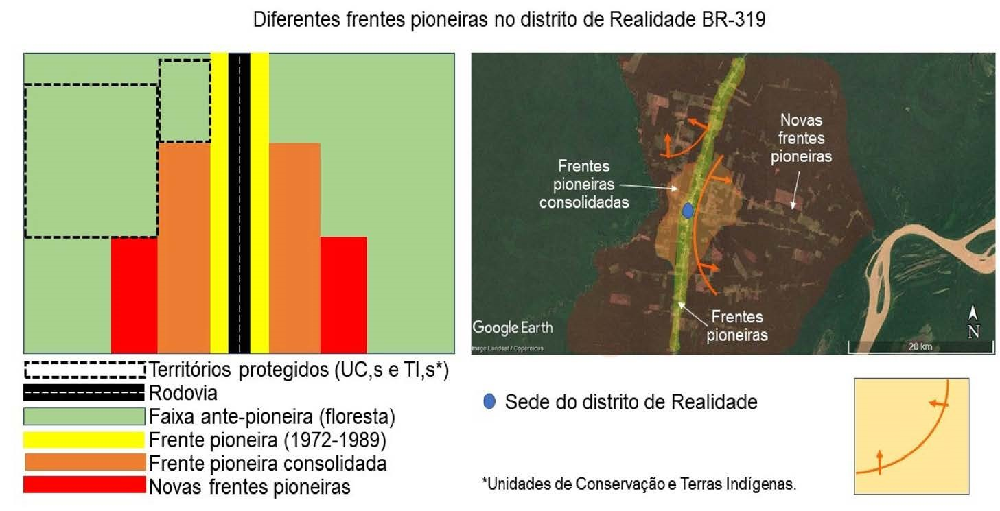 Diferentes frentes pioneiras no distrito de Realidade BR-319
Novas
frentes
pioneiras
Frentes
pioneiras
consolidadas
Frentes
pioneiras
Google Earth
Image Landsat / Copernicus
N
20 km
Territórios protegidos (UC,s e TI,s*)
Rodovia
Faixa ante-pioneira (floresta)
Frente pioneira (1972-1989)
Frente pioneira consolidada
Novas frentes pioneiras
Sede do distrito de Realidade
*Unidades de Conservação e Terras Indígenas.